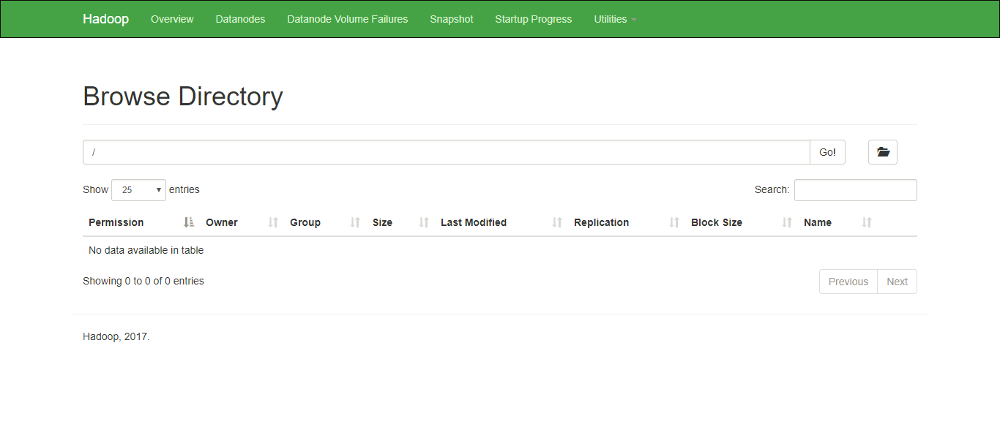 Hadoop Overview Datanodes Datanode Volume Failures Snapshot Startup Progress Utilities
Browse Directory
/ Go!
Show 25 entries Search:
Permission Owner Group Size Last Modified Replication Block Size Name
No data available in table
Showing 0 to 0 of 0 entries Previous Next
Hadoop, 2017.